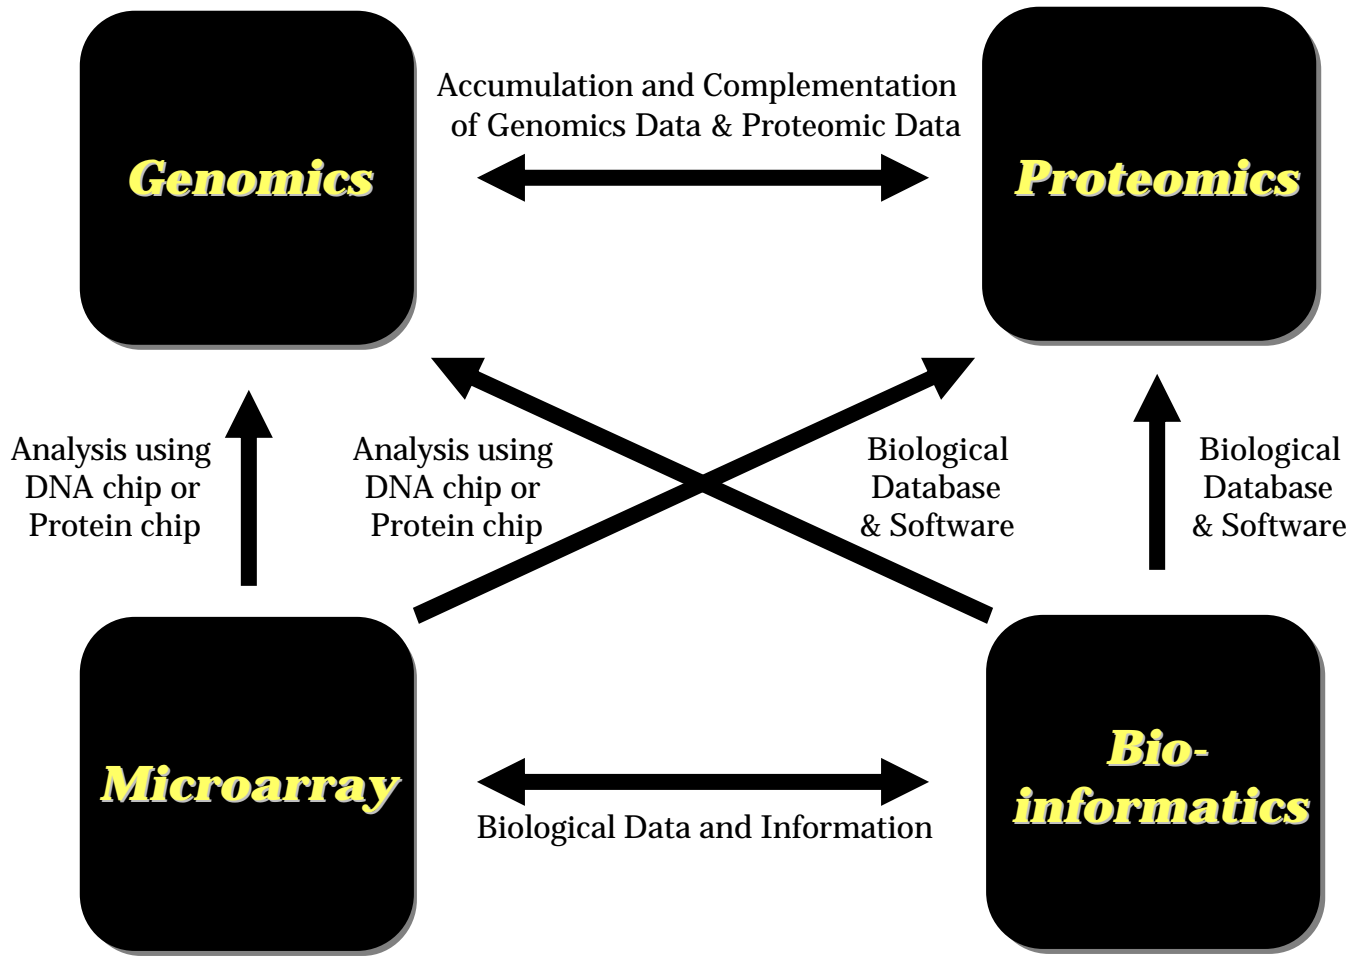 Accumulation and Complementation
of Genomics Data & Proteomic Data
Genomics
Proteomics
Analysis using
DNA chip or
Protein chip
Analysis using
DNA chip or
Protein chip
Biological
Database
& Software
Biological
Database
& Software
Microarray
Bio-
informatics
Biological Data and Information